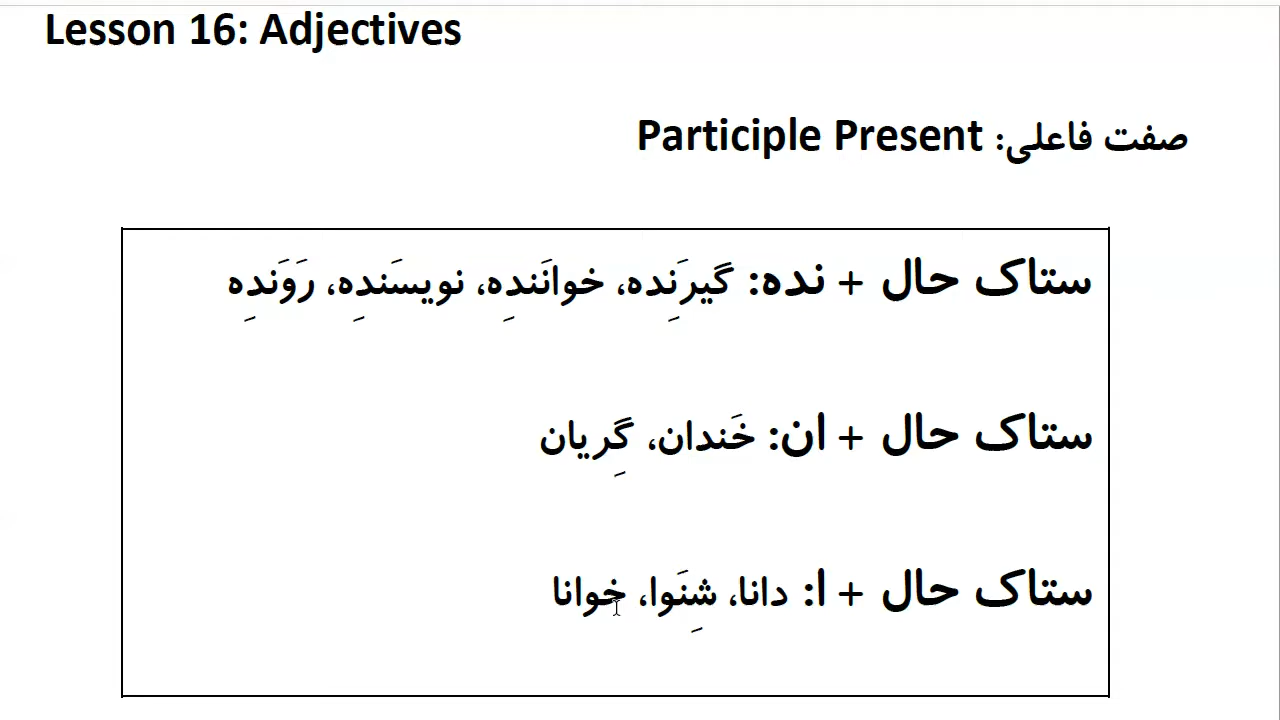 Lesson 16: Adjectives
صفت فاعلی: Participle Present
ستاک حال + نده: گیرَندِه، خوانَندِه، نویسَندِه، رَوَندِه
ستاک حال + ان: خَندان، گِریان
ستاک حال + ا: دانا، شِنَوا، خوانا